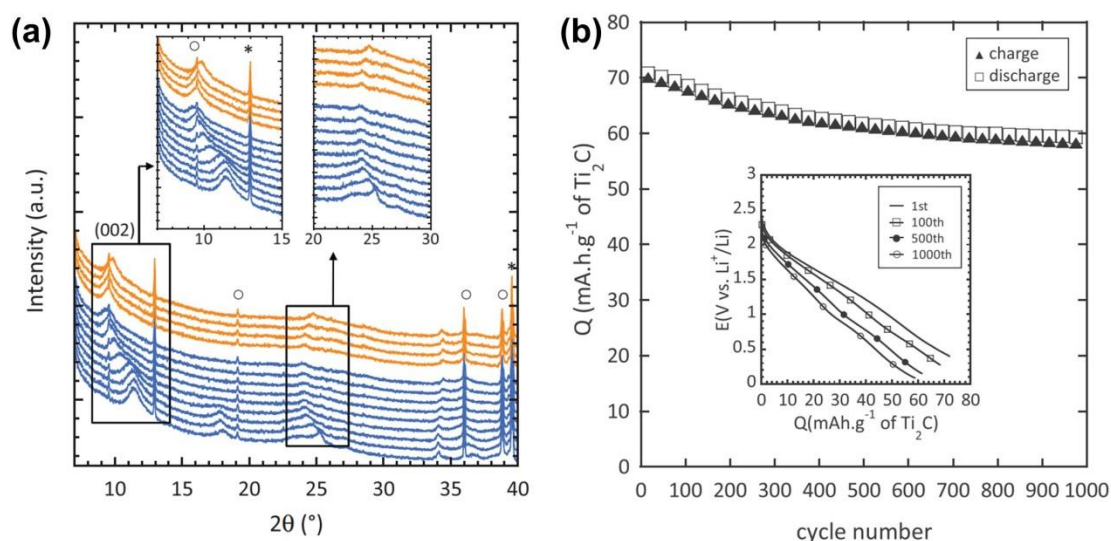 (a)
Intensity (a.u.)
(002)
○
*
10
15
20
25
30
○
○
○
*
10
15
20
25
30
35
40
2θ (°)
(b)
Q (mA.h.g⁻¹ of Ti₂C)
80
70
60
50
40
30
20
10
0
▲ charge
□ discharge
E(V vs. Li⁺/Li)
3
2.5
2
1.5
1
0.5
0
1st
100th
500th
1000th
0 10 20 30 40 50 60 70 80
Q(mAh.g⁻¹ of Ti₂C)
0 100 200 300 400 500 600 700 800 900 1000
cycle number